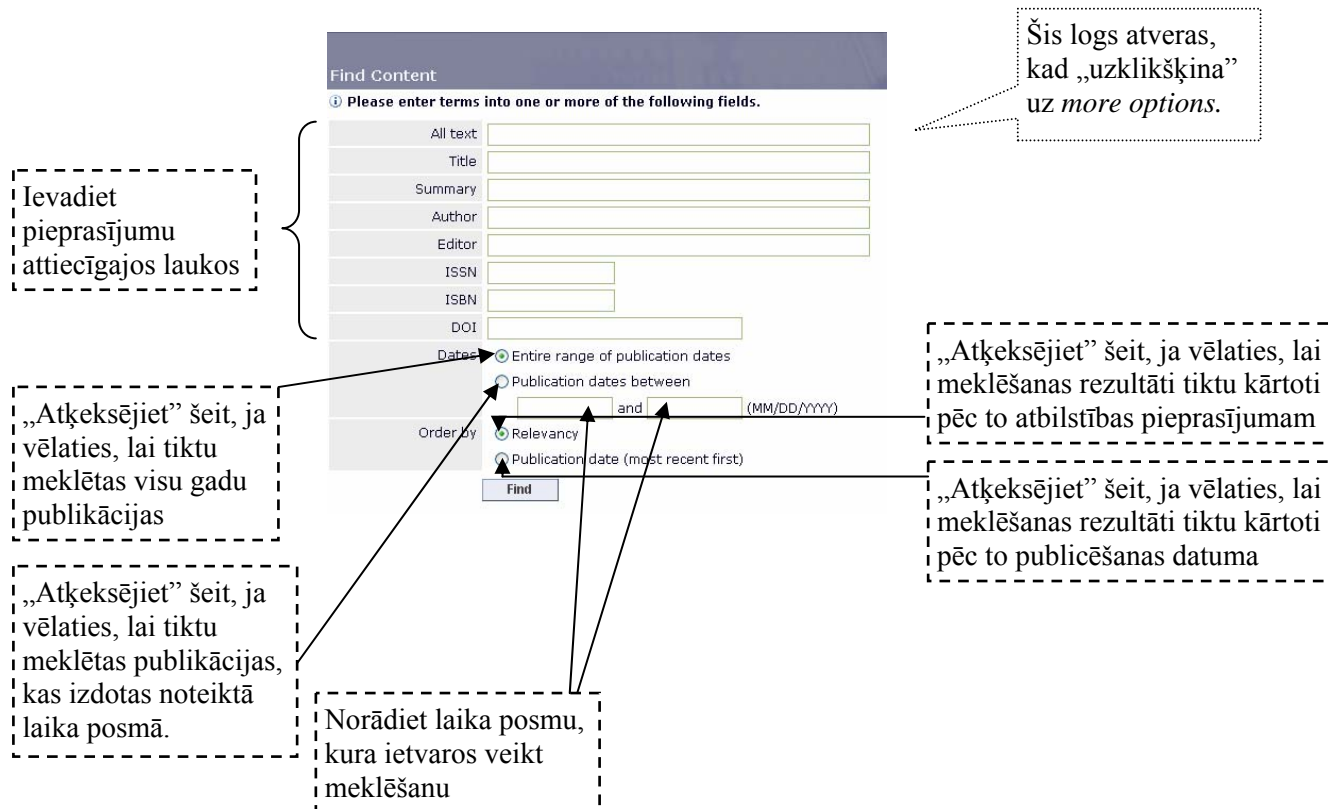 Šis logs atveras,
kad „uzklikšķina”
uz more options.
Find Content
Please enter terms into one or more of the following fields.
All text
Title
Summary
Author
Editor
ISSN
ISBN
DOI
Dates
Entire range of publication dates
Publication dates between
and
(MM/DD/YYYY)
Order by
Relevancy
Publication date (most recent first)
Find
Ievadiet
pieprasījumu
attiecīgajos laukos
„Atķeksējiet” šeit, ja
vēlaties, lai tiktu
meklētas visu gadu
publikācijas
„Atķeksējiet” šeit, ja
vēlaties, lai tiktu
meklētas publikācijas,
kas izdotas noteiktā
laika posmā.
Norādiet laika posmu,
kura ietvaros veikt
meklēšanu
„Atķeksējiet” šeit, ja vēlaties, lai
meklēšanas rezultāti tiktu kārtoti
pēc to atbilstības pieprasījumam
„Atķeksējiet” šeit, ja vēlaties, lai
meklēšanas rezultāti tiktu kārtoti
pēc to publicēšanas datuma